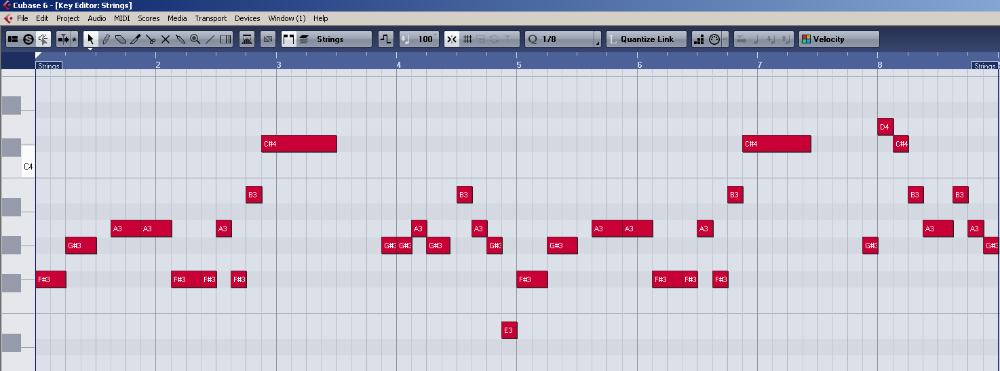 Cubase 6 - [Key Editor: Strings]
File Edit Project Audio MIDI Scores Media Transport Devices Window (1) Help
S Strings 100 Q 1/8 L Quantize Link Velocity
Strings 2 3 4 5 6 7 8 Strings
D4
C#4 C#4 C#4
C4
B3 B3 B3 B3 B3
A3 A3 A3 A3 A3 A3 A3 A3 A3 A3
G#3 G#3 G#3 G#3 G#3 G#3 G#3 G#3
F#3 F#3 F#3 F#3 F#3 F#3 F#3 F#3
E3